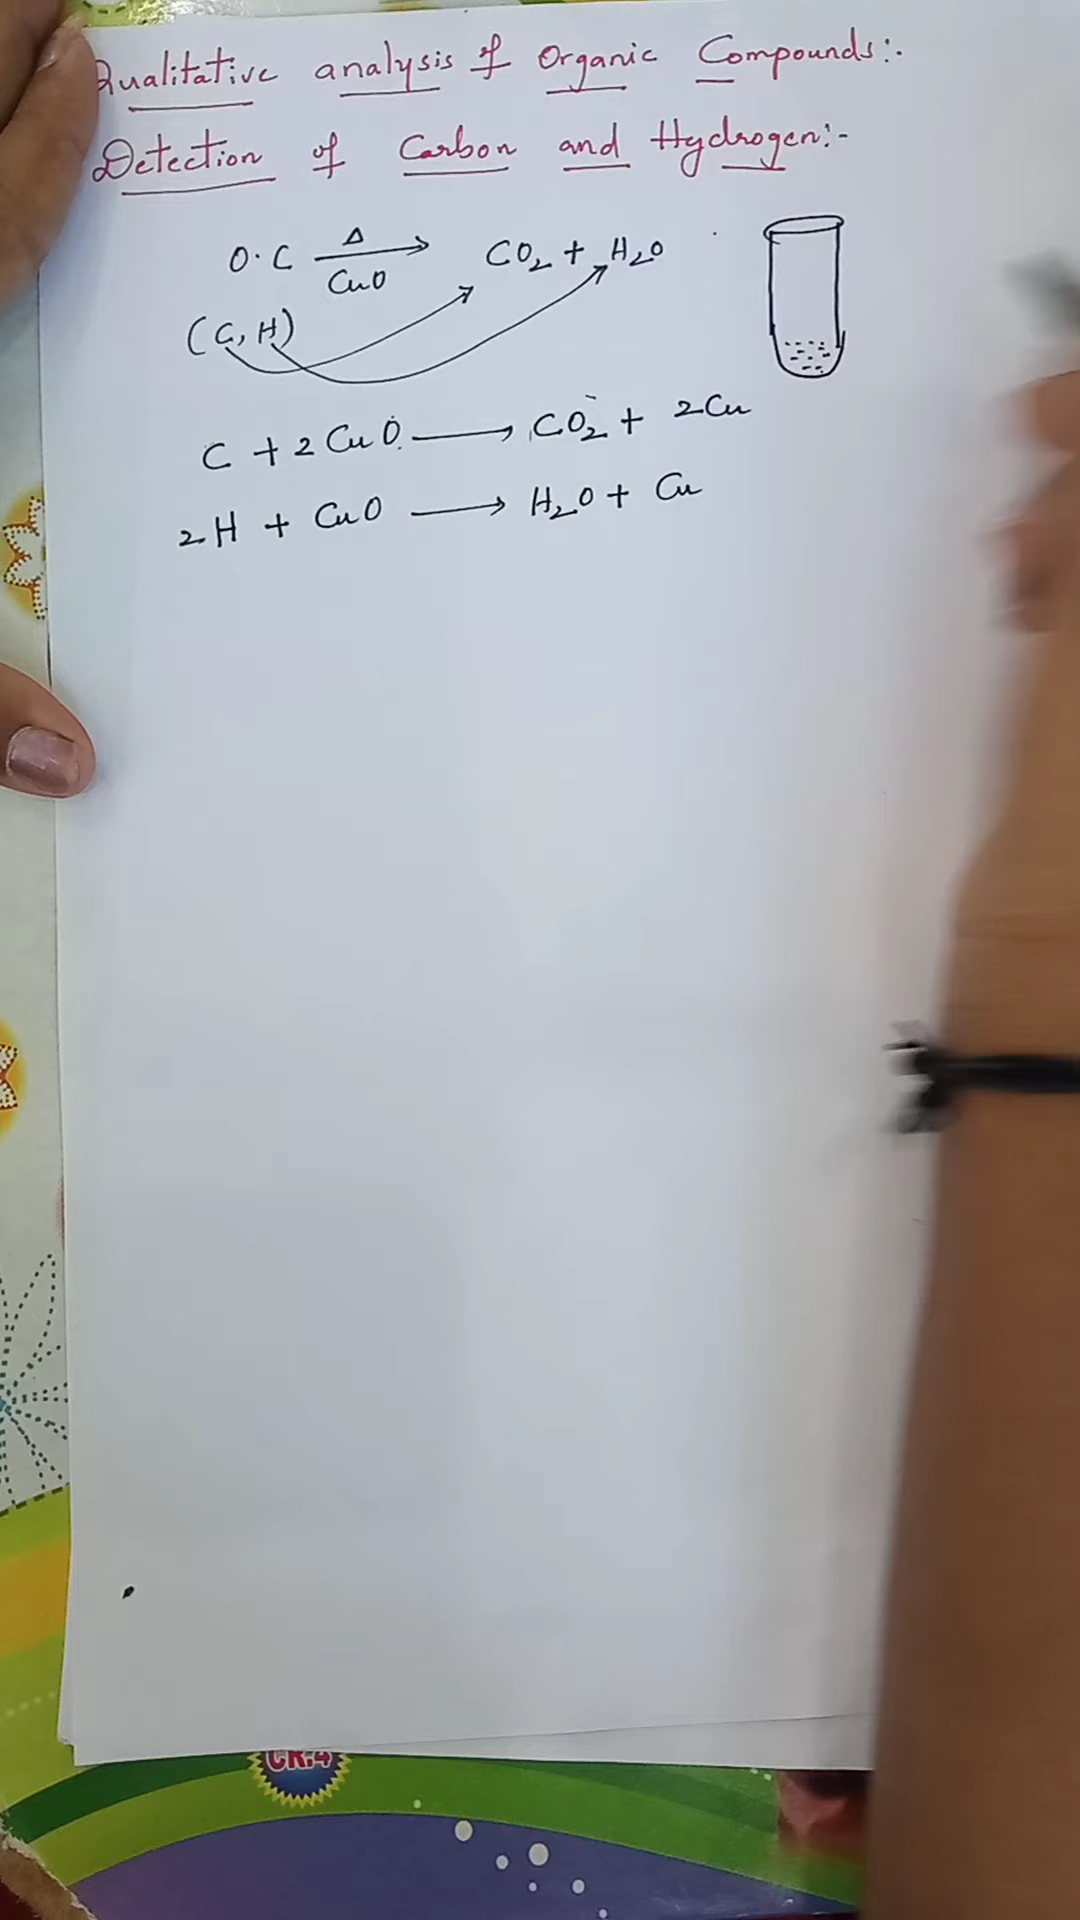 Qualitative analysis of Organic Compounds:.
Detection of Carbon and Hydrogen:-
O.C —Δ/CuO→ CO₂ + H₂O
(C, H)
C + 2CuO ⟶ CO₂ + 2Cu
2H + CuO ⟶ H₂O + Cu
CR:4